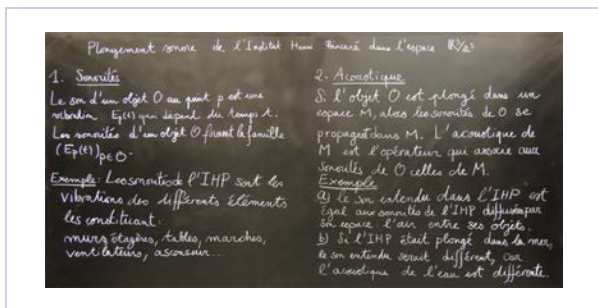 Plongement sonore de l'Institut Henri Poincaré dans l'espace R³/Z³
1. Sonorités
Le son d'un objet O au point p est une
vibration Ep(t) qui dépend du temps t.
Les sonorités d'un objet O forment la famille
(Ep(t))p∈O.
Exemple: Les sonorités de l'IHP sont les
vibrations des différents éléments
les constituant:
murs, étagères, tables, marches,
ventilateurs, ascenseur...
2. Acoustique
Si l'objet O est plongé dans un
espace M, alors les sonorités de O se
propagent dans M. L'acoustique de
M est l'opérateur qui associe aux
sonorités de O celles de M.
Exemple
a) Le son entendu dans l'IHP est
égal aux sonorités de l'IHP diffusées par
son espace: l'air entre ses objets.
b) Si l'IHP était plongé dans la mer,
le son entendu serait différent, car
l'acoustique de l'eau est différente.